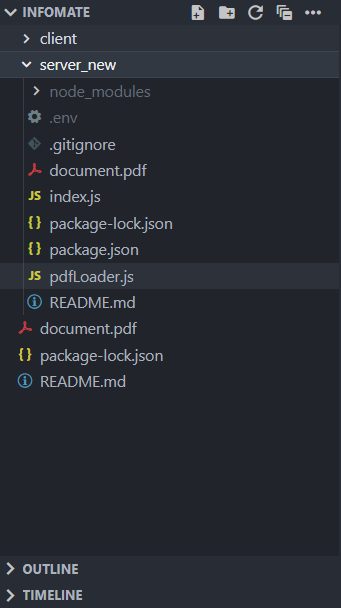 INFOMATE
client
server_new
node_modules
.env
.gitignore
document.pdf
JS index.js
{} package-lock.json
{} package.json
JS pdfLoader.js
README.md
document.pdf
{} package-lock.json
README.md
OUTLINE
TIMELINE